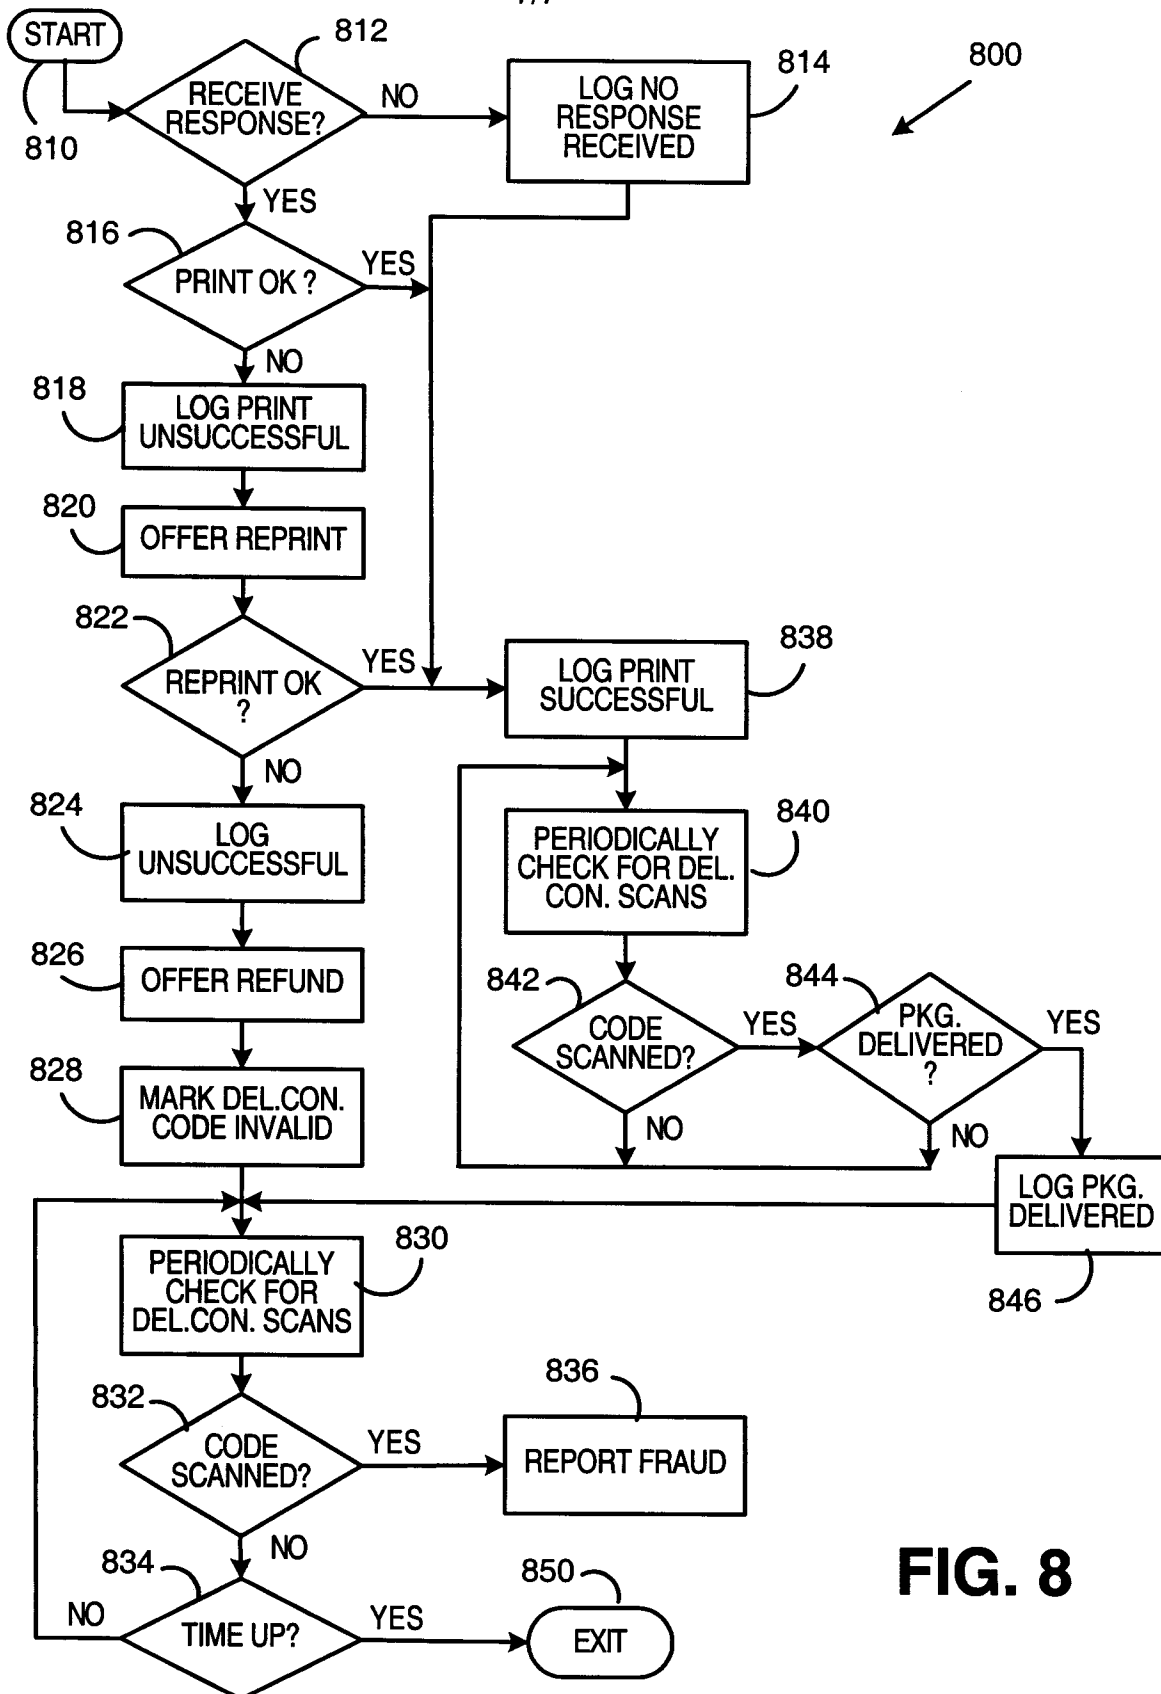 START
810
812
RECEIVE
RESPONSE?
NO
YES
LOG NO
RESPONSE
RECEIVED
814
800
816
PRINT OK ?
YES
NO
818
LOG PRINT
UNSUCCESSFUL
820
OFFER REPRINT
822
REPRINT OK
?
YES
NO
LOG PRINT
SUCCESSFUL
838
824
LOG
UNSUCCESSFUL
PERIODICALLY
CHECK FOR DEL.
CON. SCANS
840
826
OFFER REFUND
842
CODE
SCANNED?
YES
NO
844
PKG.
DELIVERED
?
YES
NO
828
MARK DEL.CON.
CODE INVALID
LOG PKG.
DELIVERED
846
PERIODICALLY
CHECK FOR
DEL.CON. SCANS
830
832
CODE
SCANNED?
YES
NO
836
REPORT FRAUD
834
TIME UP?
NO
YES
850
EXIT
FIG. 8